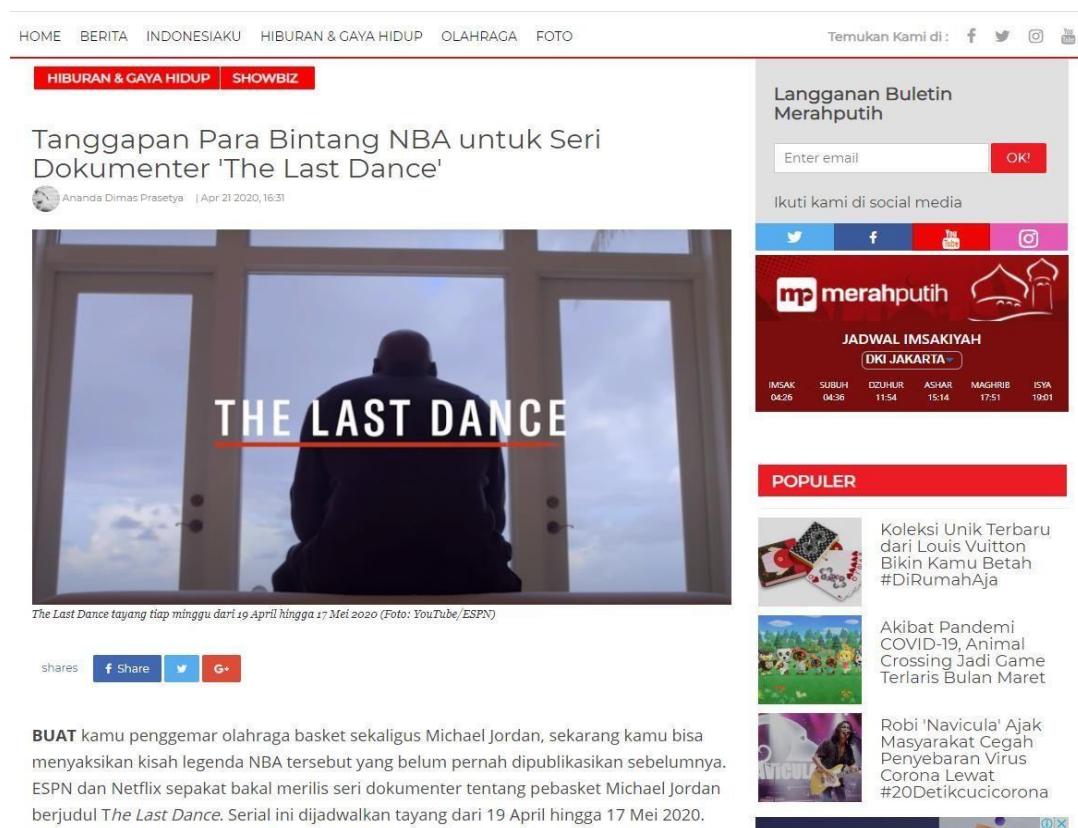 HOME BERITA INDONESIAKU HIBURAN & GAYA HIDUP OLAHRAGA FOTO
Temukan Kami di :
HIBURAN & GAYA HIDUP SHOWBIZ
Tanggapan Para Bintang NBA untuk Seri
Dokumenter 'The Last Dance'
Ananda Dimas Prasetya | Apr 21 2020, 16:31
THE LAST DANCE
The Last Dance tayang tiap minggu dari 19 April hingga 17 Mei 2020 (Foto: YouTube/ESPN)
shares f Share G+
BUAT kamu penggemar olahraga basket sekaligus Michael Jordan, sekarang kamu bisa
menyaksikan kisah legenda NBA tersebut yang belum pernah dipublikasikan sebelumnya.
ESPN dan Netflix sepakat bakal merilis seri dokumenter tentang pebasket Michael Jordan
berjudul The Last Dance. Serial ini dijadwalkan tayang dari 19 April hingga 17 Mei 2020.
Langganan Buletin
Merahputih
Enter email OK!
Ikuti kami di social media
You Tube
mp merahputih
JADWAL IMSAKIYAH
DKI JAKARTA
IMSAK SUBUH DZUHUR ASHAR MAGHRIB ISYA
04:26 04:36 11:54 15:14 17:51 19:01
POPULER
Koleksi Unik Terbaru
dari Louis Vuitton
Bikin Kamu Betah
#DiRumahAja
Akibat Pandemi
COVID-19, Animal
Crossing Jadi Game
Terlaris Bulan Maret
Robi 'Navicula' Ajak
Masyarakat Cegah
Penyebaran Virus
Corona Lewat
#20Detikcucicorona